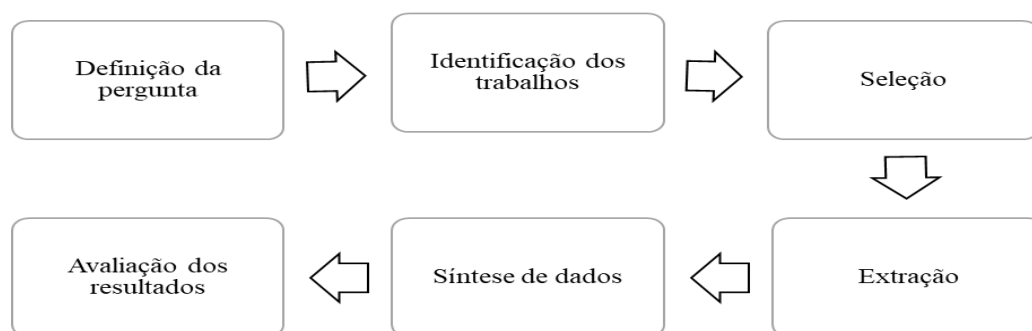 Definição da
pergunta
Identificação dos
trabalhos
Seleção
Extração
Síntese de dados
Avaliação dos
resultados